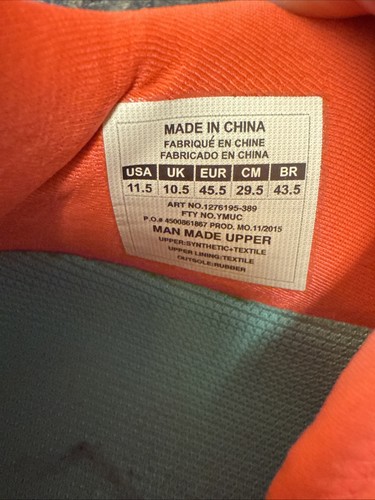 MADE IN CHINA
FABRIQUÉ EN CHINE
FABRICADO EN CHINA
USA UK EUR CM BR
11.5 10.5 45.5 29.5 43.5
ART NO.1276195-389
FTY NO.YMUC
P.O.# 4500861867 PROD. MO.11/2015
MAN MADE UPPER
UPPER:SYNTHETIC+TEXTILE
UPPER LINING:TEXTILE
OUTSOLE:RUBBER